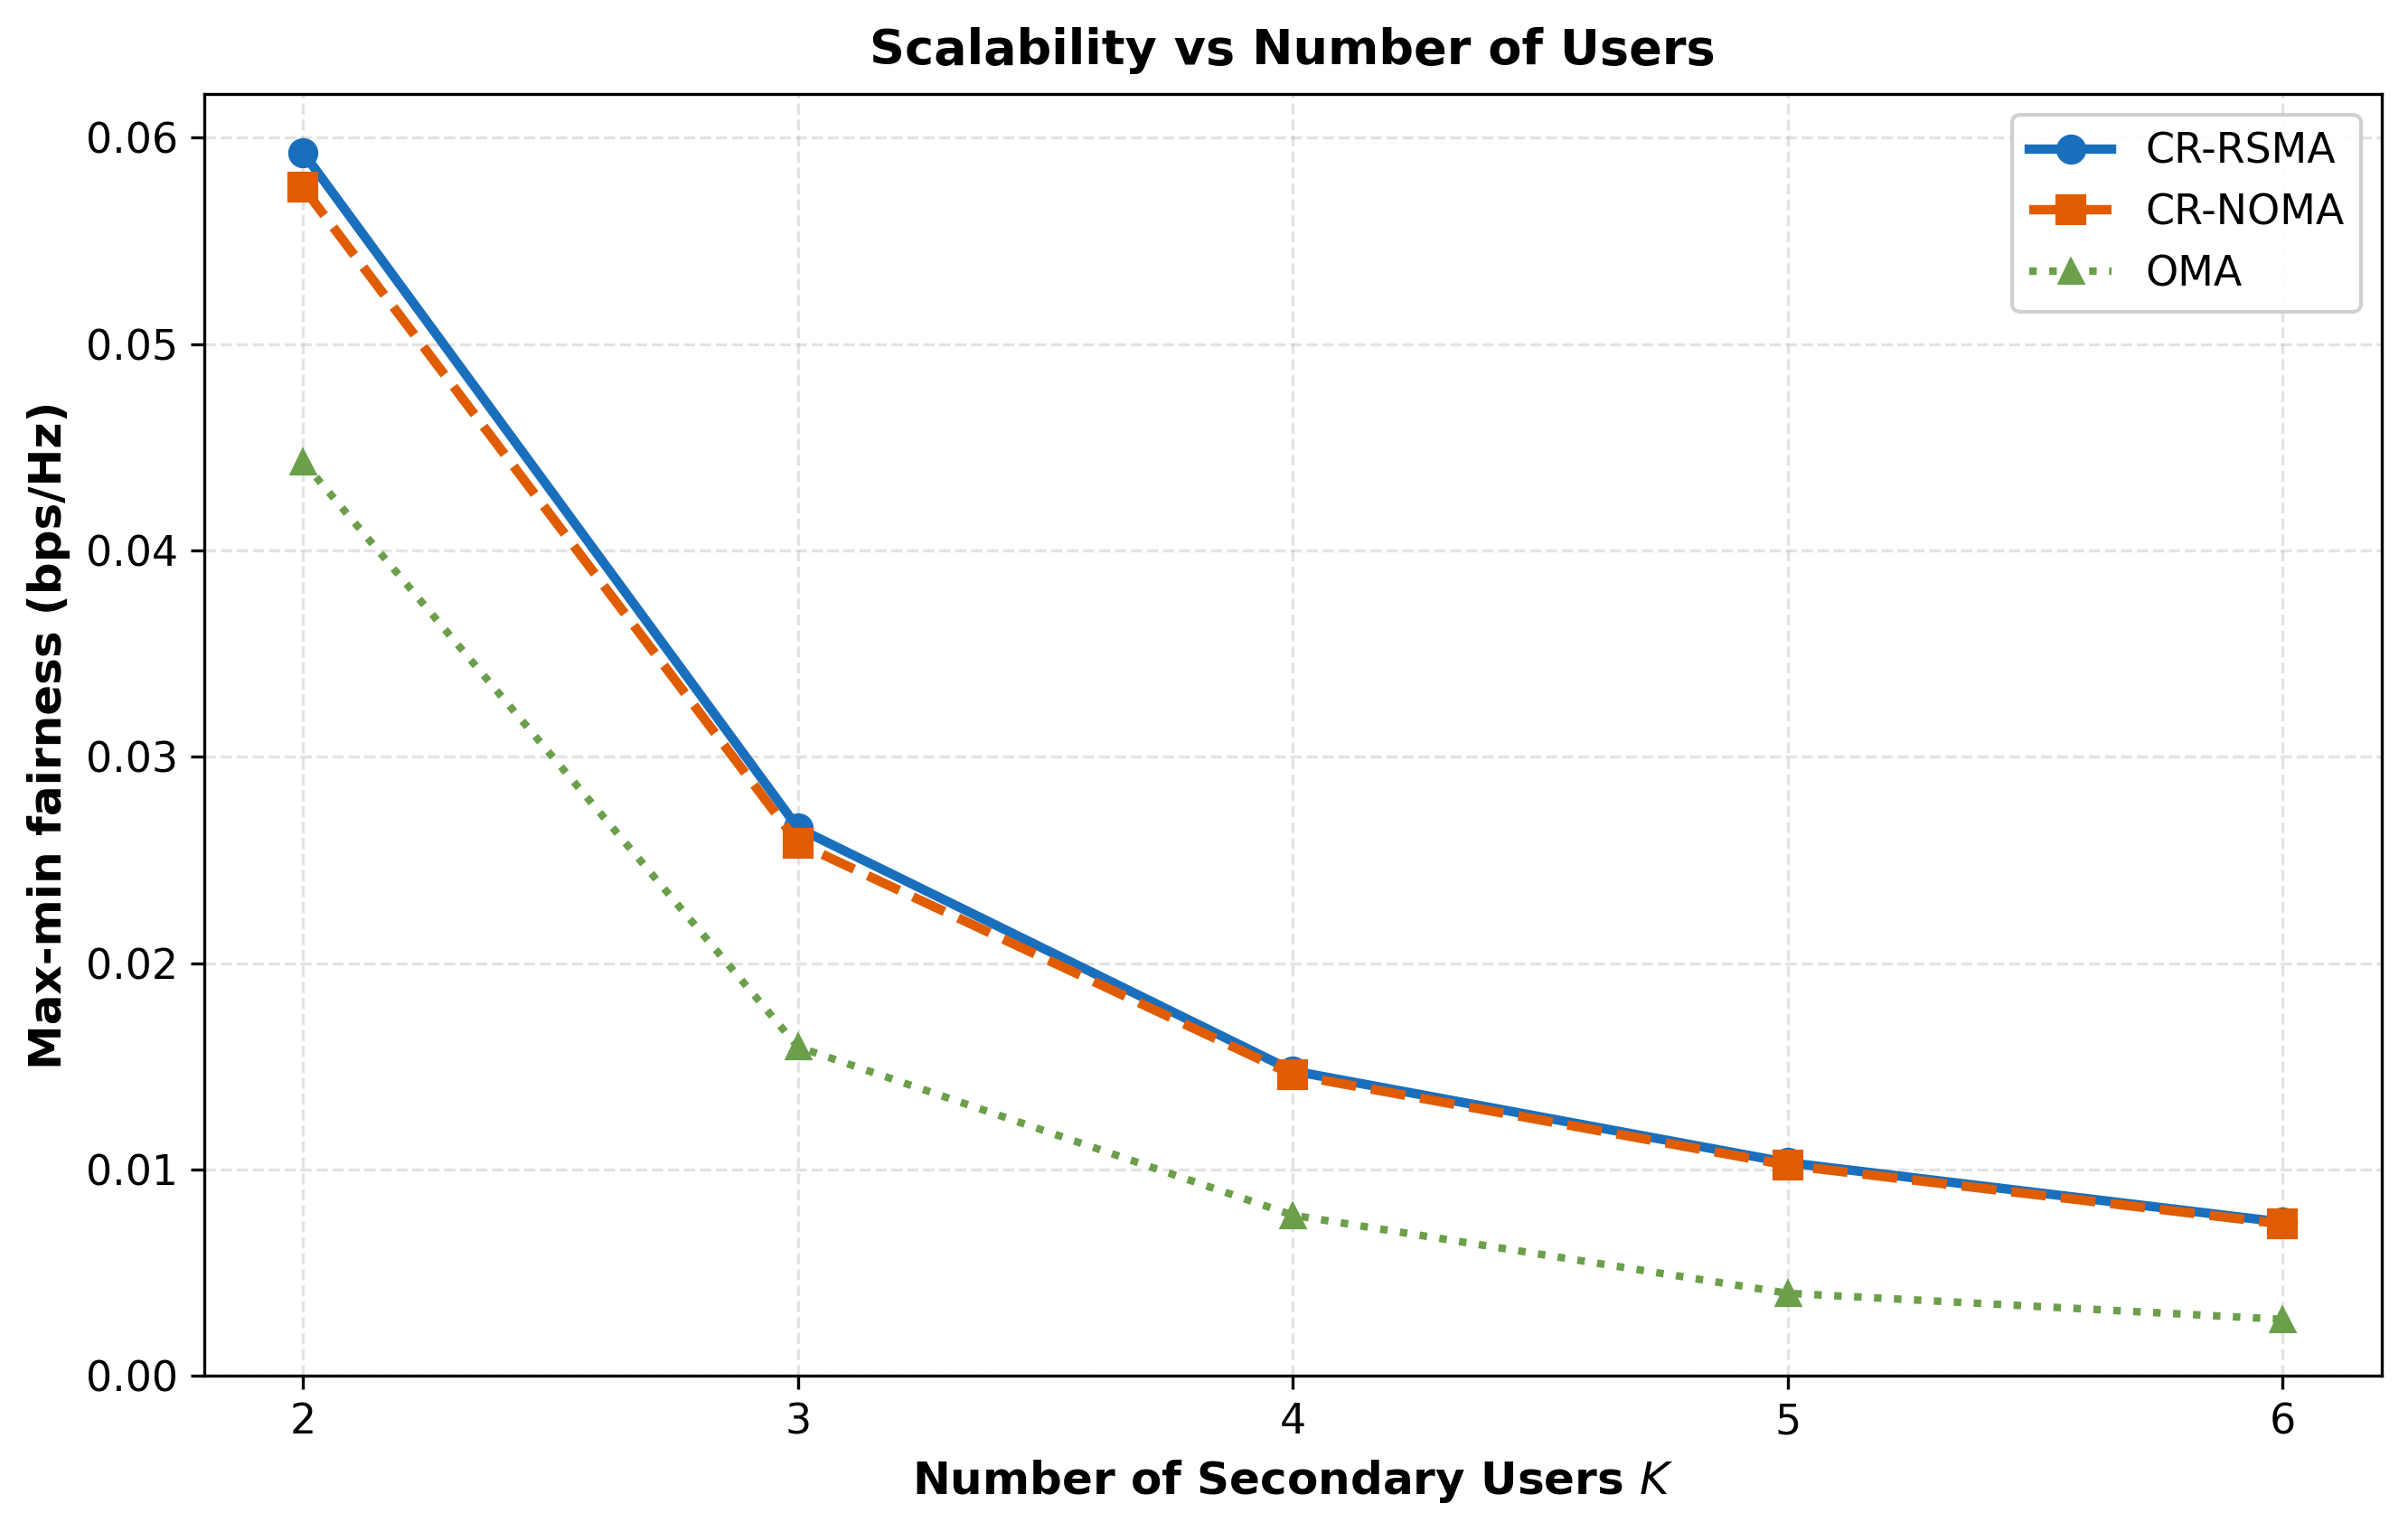 Scalability vs Number of Users
CR-RSMA
CR-NOMA
OMA
Max-min fairness (bps/Hz)
0.06
0.05
0.04
0.03
0.02
0.01
0.00
2 3 4 5 6
Number of Secondary Users K